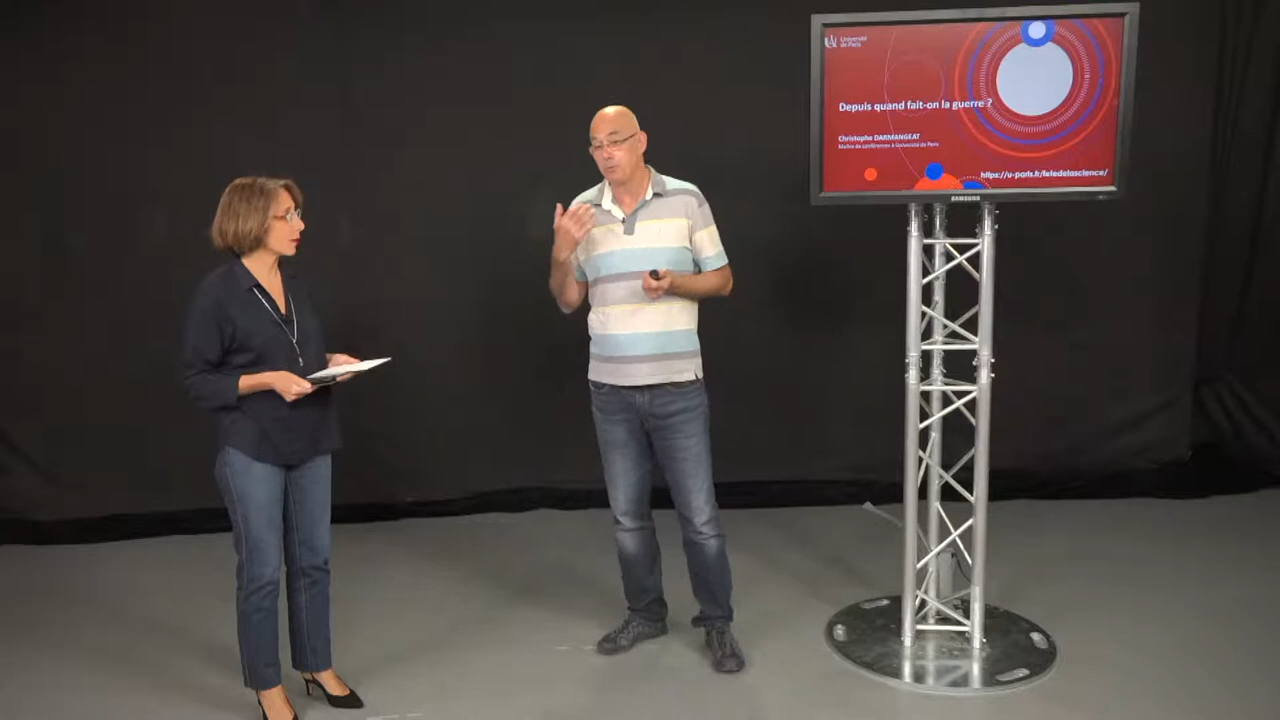 Université
de Paris
Depuis quand fait-on la guerre ?
Christophe DARMANGEAT
Maître de conférences à Université de Paris
https://u-paris.fr/fetedelascience/
SAMSUNG